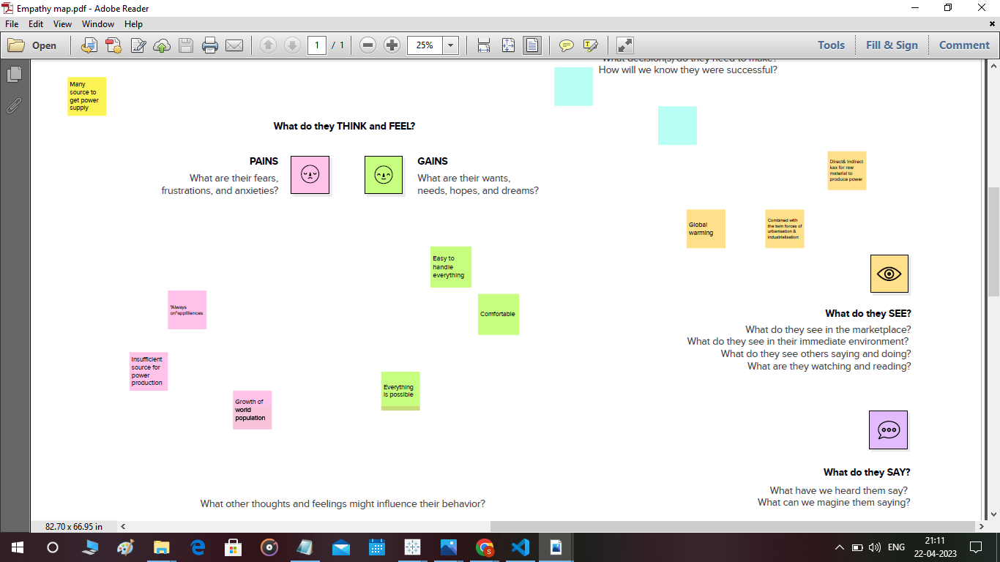 Empathy map.pdf - Adobe Reader
File Edit View Window Help
Open
1 / 1
25%
Tools Fill & Sign Comment
What decision(s) do they need to make?
How will we know they were successful?
Many
source to
get power
supply
What do they THINK and FEEL?
PAINS
What are their fears,
frustrations, and anxieties?
GAINS
What are their wants,
needs, hopes, and dreams?
Direct& Indirect
kax for raw
material to
produce power
Global
warming
Combined with
the twin forces of
urbanisation &
industrialisation
Easy to
handle
everything
Comfortable
"Always
on"applliences
Insufficient
source for
power
production
Growth of
world
population
Everything
is possible
What do they SEE?
What do they see in the marketplace?
What do they see in their immediate environment?
What do they see others saying and doing?
What are they watching and reading?
What do they SAY?
What have we heard them say?
What can we magine them saying?
What other thoughts and feelings might influence their behavior?
82.70 x 66.95 in
ENG
21:11
22-04-2023